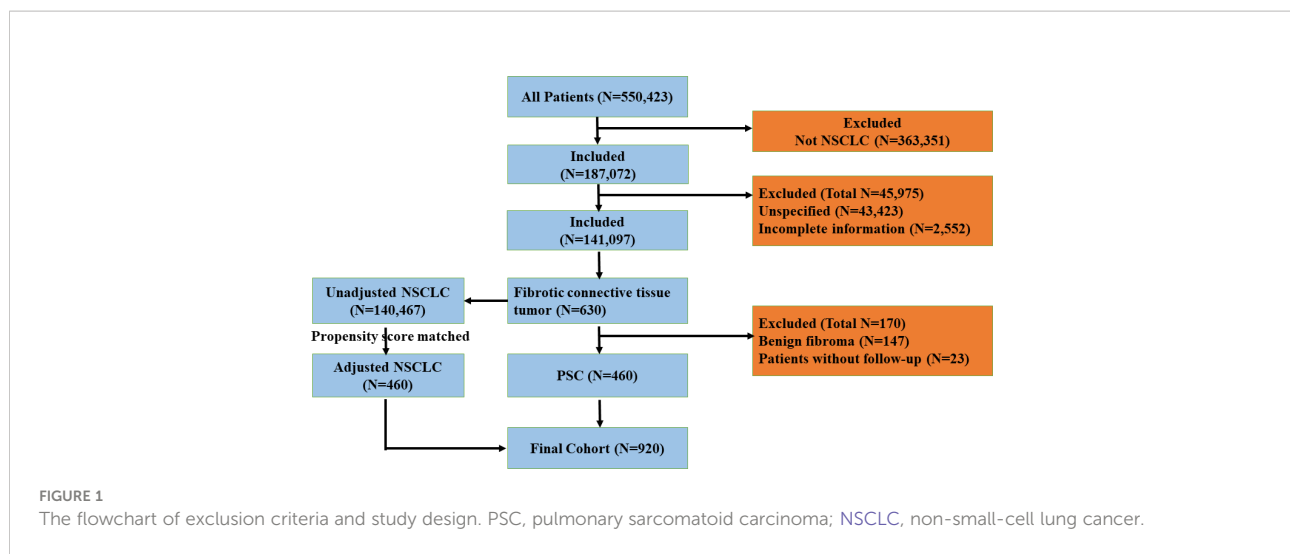 All Patients (N=550,423)
Excluded
Not NSCLC (N=363,351)
Included
(N=187,072)
Excluded (Total N=45,975)
Unspecified (N=43,423)
Incomplete information (N=2,552)
Included
(N=141,097)
Unadjusted NSCLC
(N=140,467)
Fibrotic connective tissue
tumor (N=630)
Propensity score matched
Excluded (Total N=170)
Benign fibroma (N=147)
Patients without follow-up (N=23)
Adjusted NSCLC
(N=460)
PSC (N=460)
Final Cohort (N=920)
FIGURE 1
The flowchart of exclusion criteria and study design. PSC, pulmonary sarcomatoid carcinoma; NSCLC, non-small-cell lung cancer.